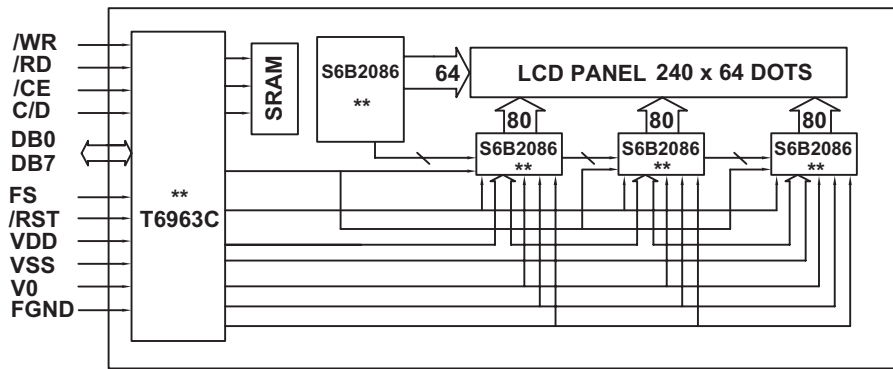 /WR
/RD
/CE
C/D
DB0
DB7
FS
/RST
VDD
VSS
V0
FGND
**
T6963C
SRAM
S6B2086
**
64
LCD PANEL 240 x 64 DOTS
80
80
80
S6B2086
**
S6B2086
**
S6B2086
**